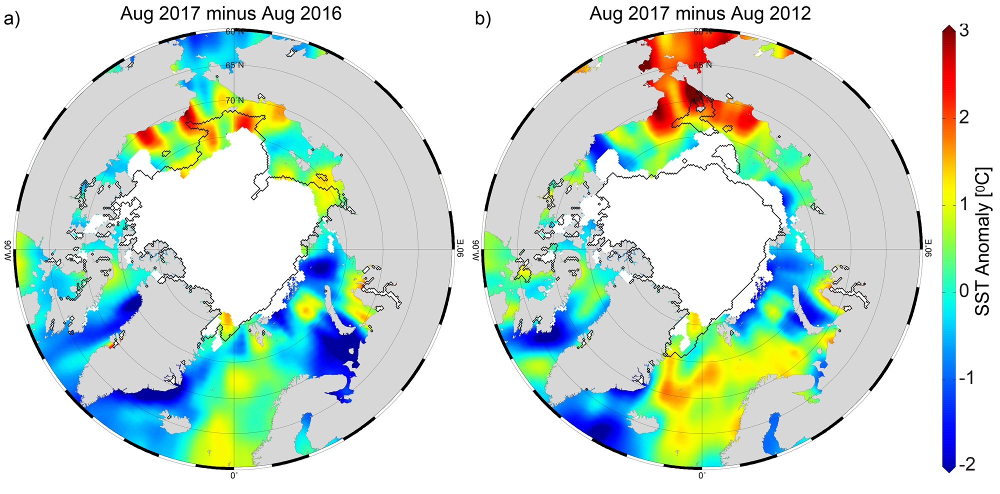 a)
Aug 2017 minus Aug 2016
b)
Aug 2017 minus Aug 2012
60°N
65°N
70°N
90°W
90°E
0°
60°N
65°N
90°W
90°E
0°
3
2
1
0
-1
-2
SST Anomaly [⁰C]